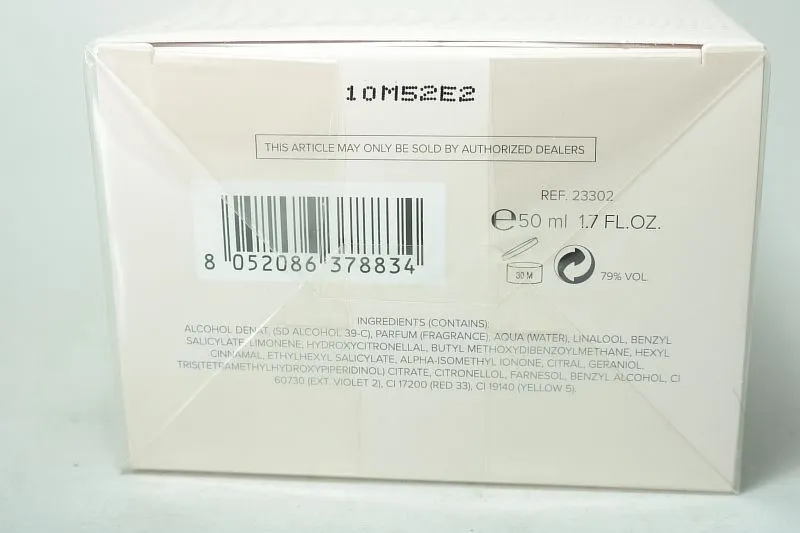 10M52E2
THIS ARTICLE MAY ONLY BE SOLD BY AUTHORIZED DEALERS
REF. 23302
℮50 ml 1.7 FL.OZ.
8 052086 378834
30 M
79% VOL.
INGREDIENTS (CONTAINS):
ALCOHOL DENAT. (SD ALCOHOL 39-C), PARFUM (FRAGRANCE), AQUA (WATER), LINALOOL, BENZYL
SALICYLATE, LIMONENE, HYDROXYCITRONELLAL, BUTYL METHOXYDIBENZOYLMETHANE, HEXYL
CINNAMAL, ETHYLHEXYL SALICYLATE, ALPHA-ISOMETHYL IONONE, CITRAL, GERANIOL,
TRIS(TETRAMETHYLHYDROXYPIPERIDINOL) CITRATE, CITRONELLOL, FARNESOL, BENZYL ALCOHOL, CI
60730 (EXT. VIOLET 2), CI 17200 (RED 33), CI 19140 (YELLOW 5).